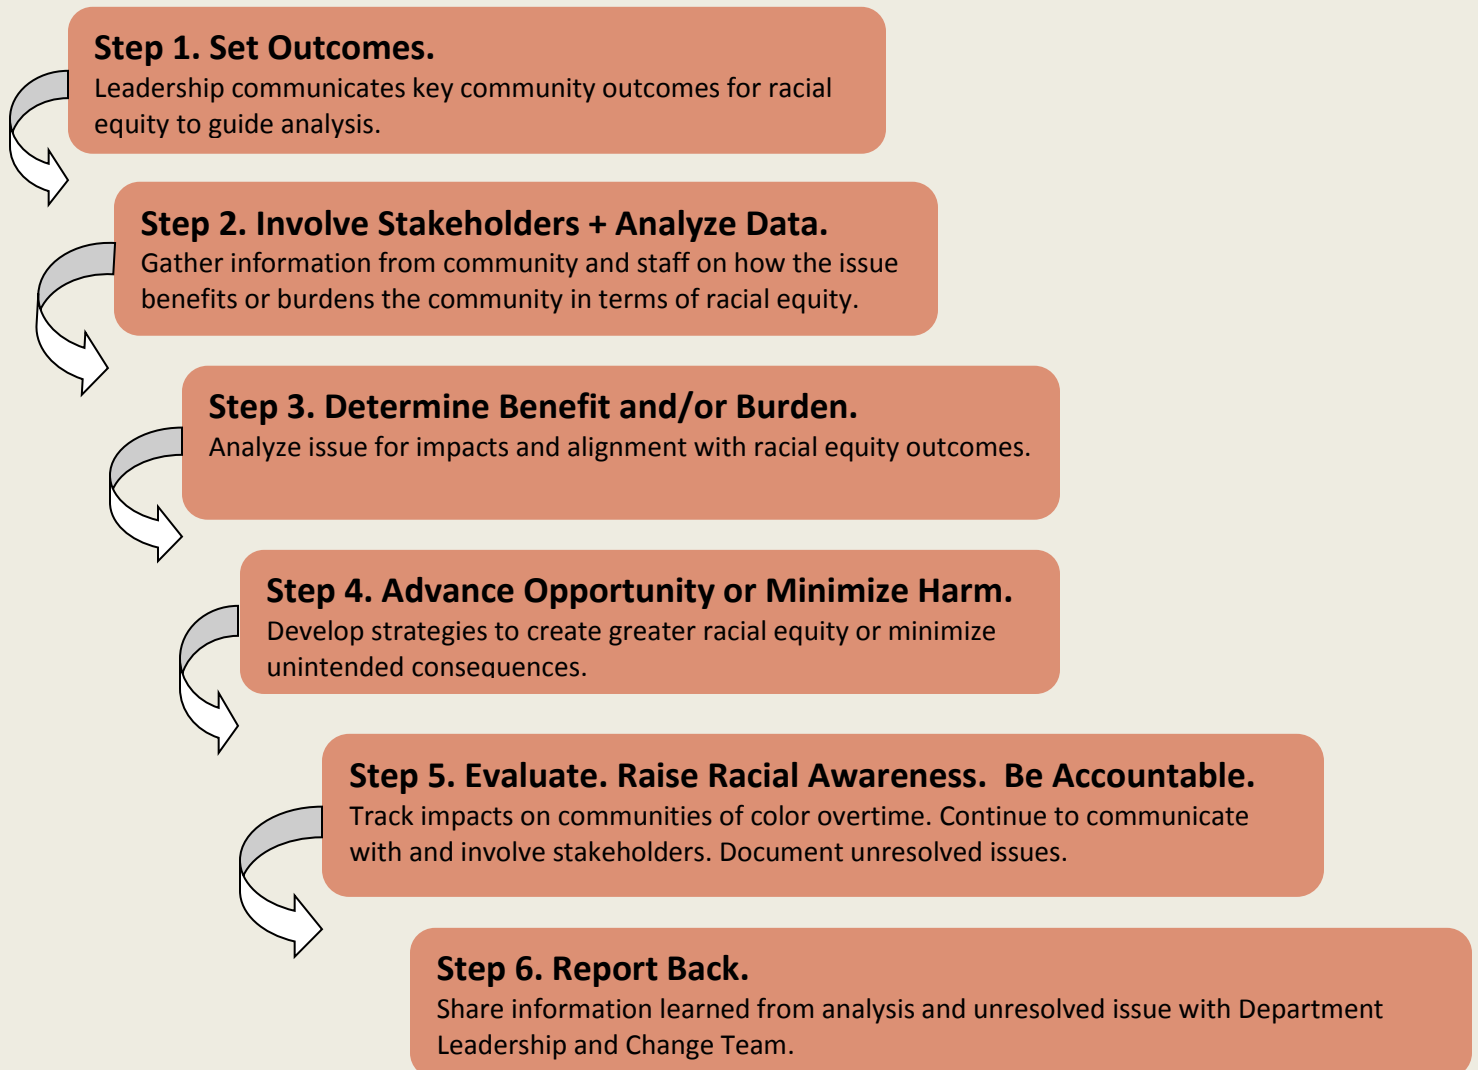 Step 1. Set Outcomes.
Leadership communicates key community outcomes for racial
equity to guide analysis.
Step 2. Involve Stakeholders + Analyze Data.
Gather information from community and staff on how the issue
benefits or burdens the community in terms of racial equity.
Step 3. Determine Benefit and/or Burden.
Analyze issue for impacts and alignment with racial equity outcomes.
Step 4. Advance Opportunity or Minimize Harm.
Develop strategies to create greater racial equity or minimize
unintended consequences.
Step 5. Evaluate. Raise Racial Awareness.  Be Accountable.
Track impacts on communities of color overtime. Continue to communicate
with and involve stakeholders. Document unresolved issues.
Step 6. Report Back.
Share information learned from analysis and unresolved issue with Department
Leadership and Change Team.